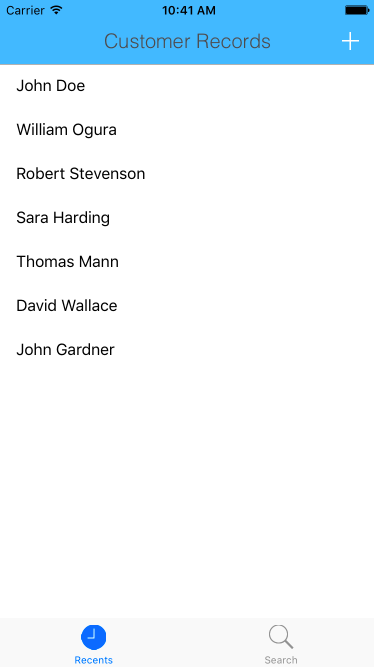 Carrier 10:41 AM
Customer Records
John Doe
William Ogura
Robert Stevenson
Sara Harding
Thomas Mann
David Wallace
John Gardner
Recents Search